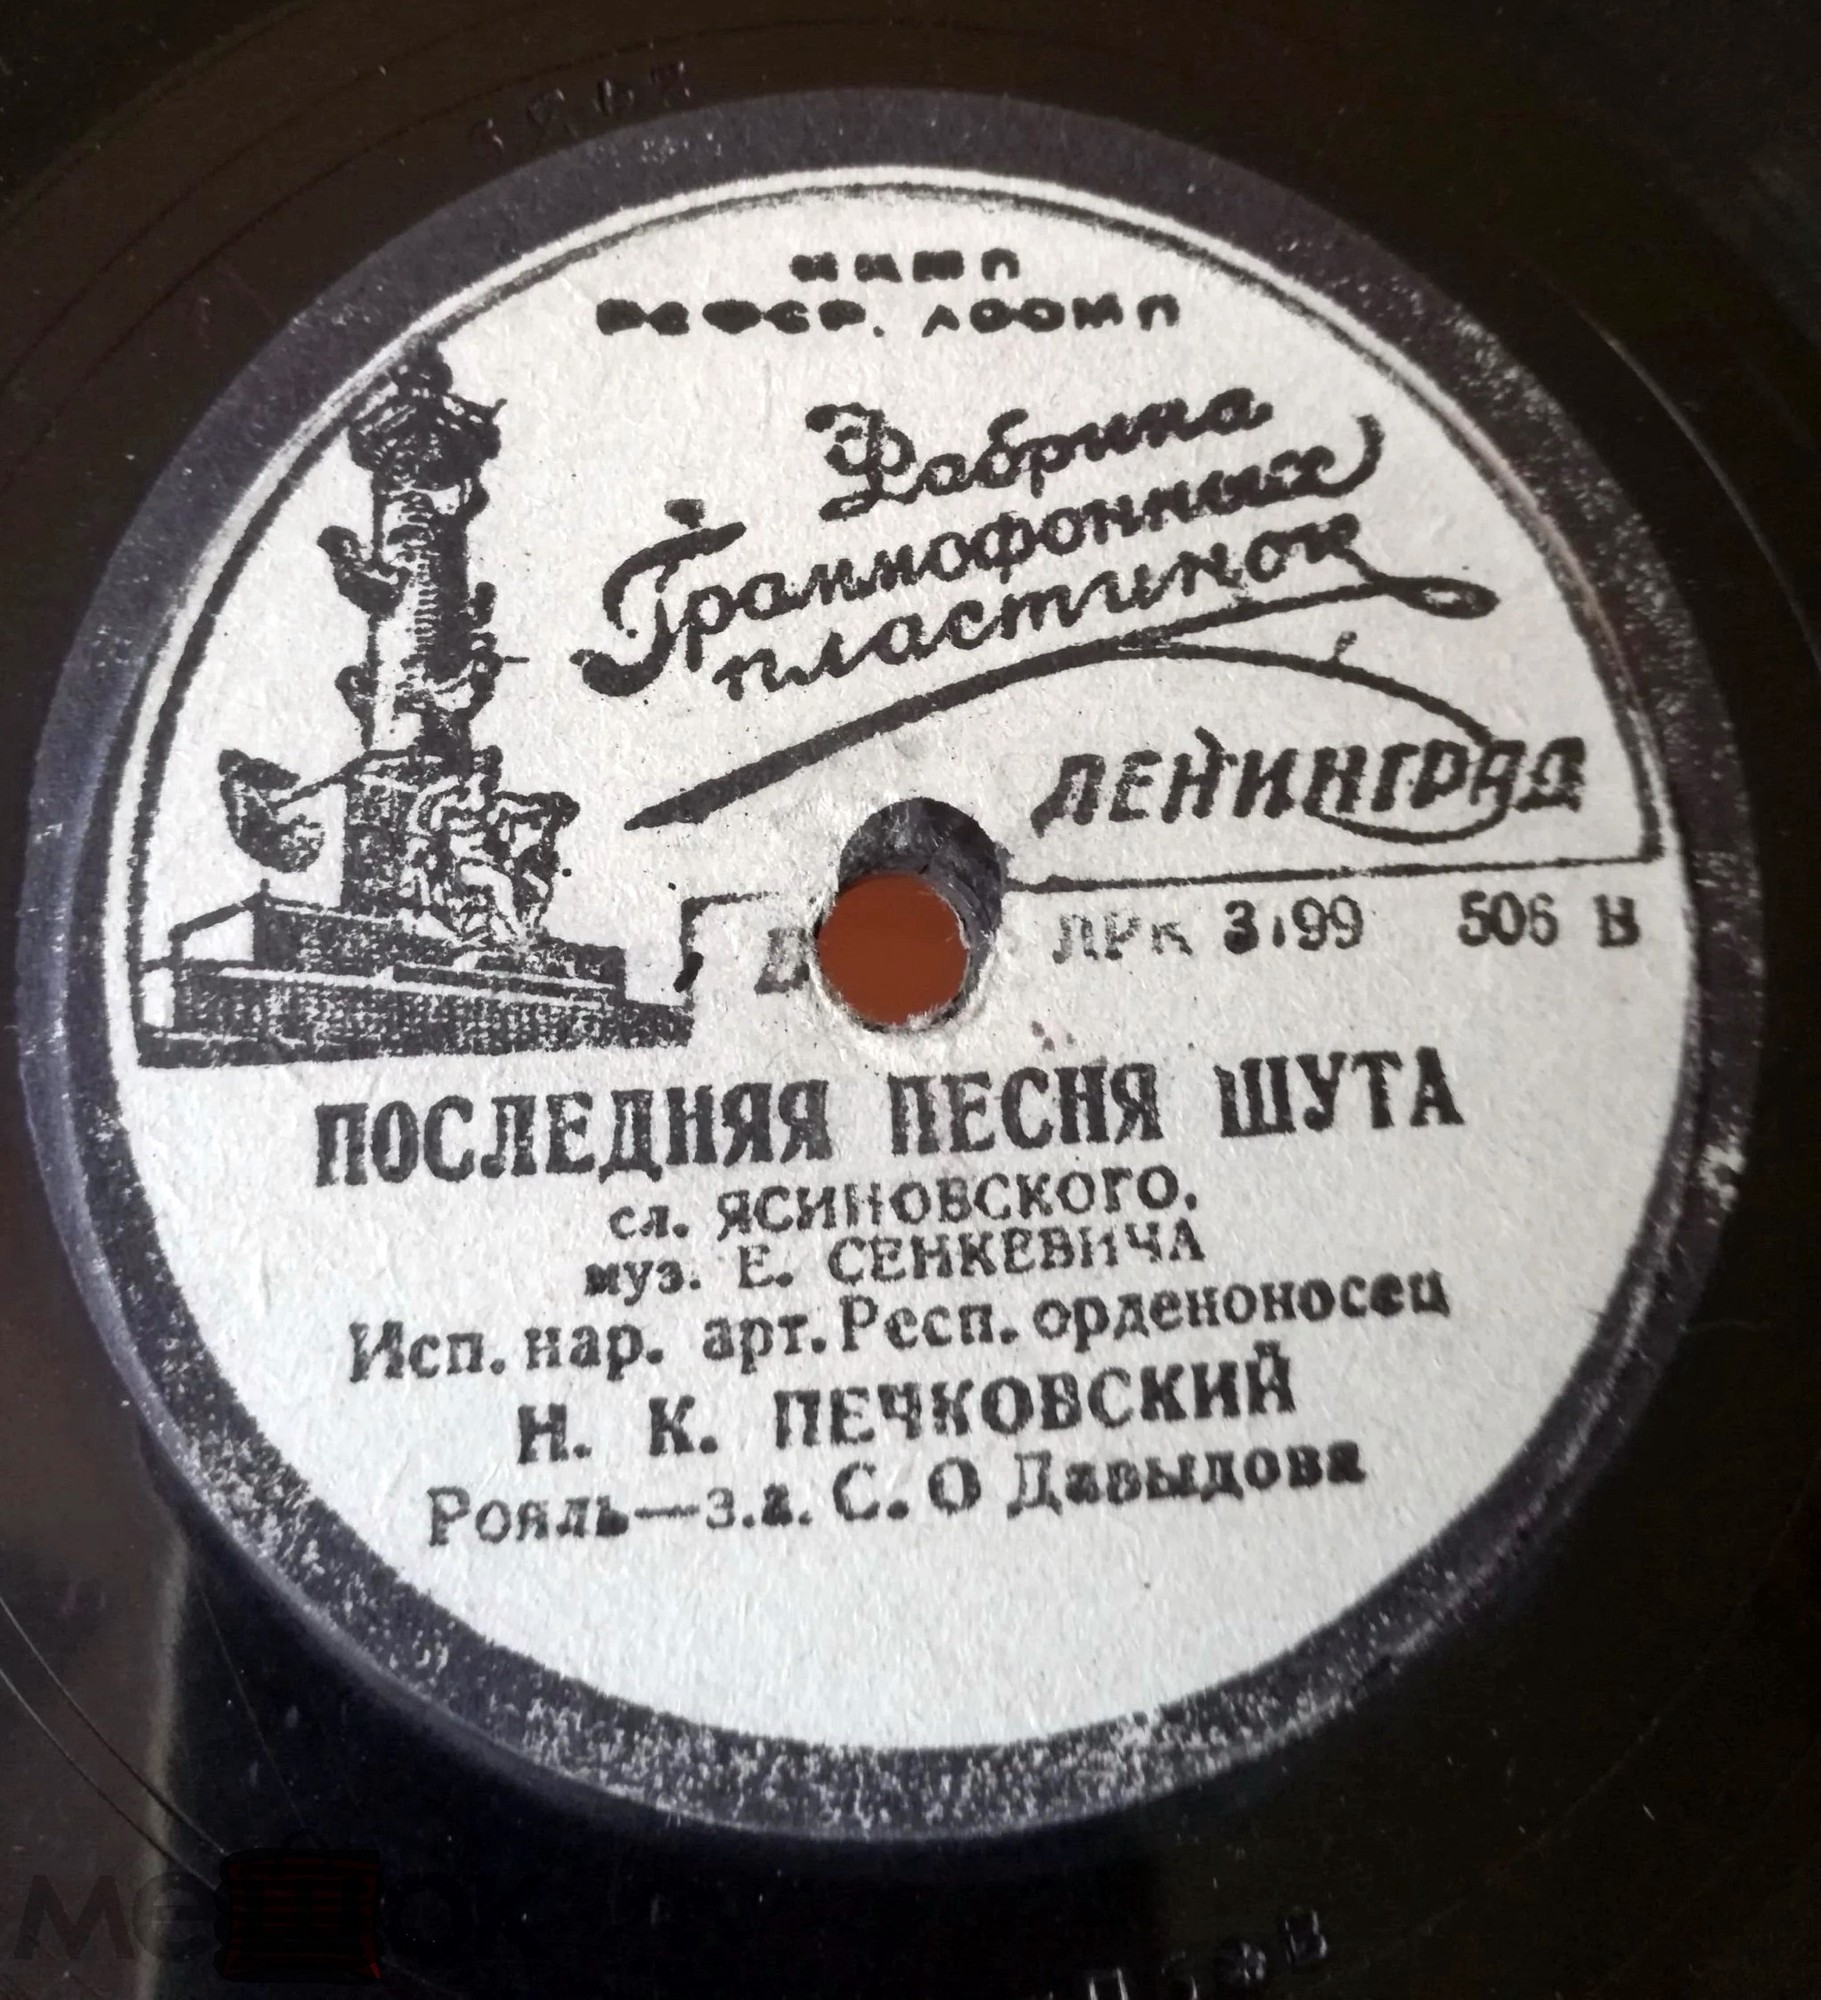 НКМП
РСФСР. ЛООМП
Фабрика
Граммофонных
пластинок
ЛЕНИНГРАД
В ЛРК 3199 506 В
ПОСЛЕДНЯЯ ПЕСНЯ ШУТА
сл. ЯСИНОВСКОГО.
муз. Е. СЕНКЕВИЧА
Исп. нар. арт. Респ. орденоносец
Н. К. ПЕЧКОВСКИЙ
Рояль—з.а. С. О Давыдова
мешок